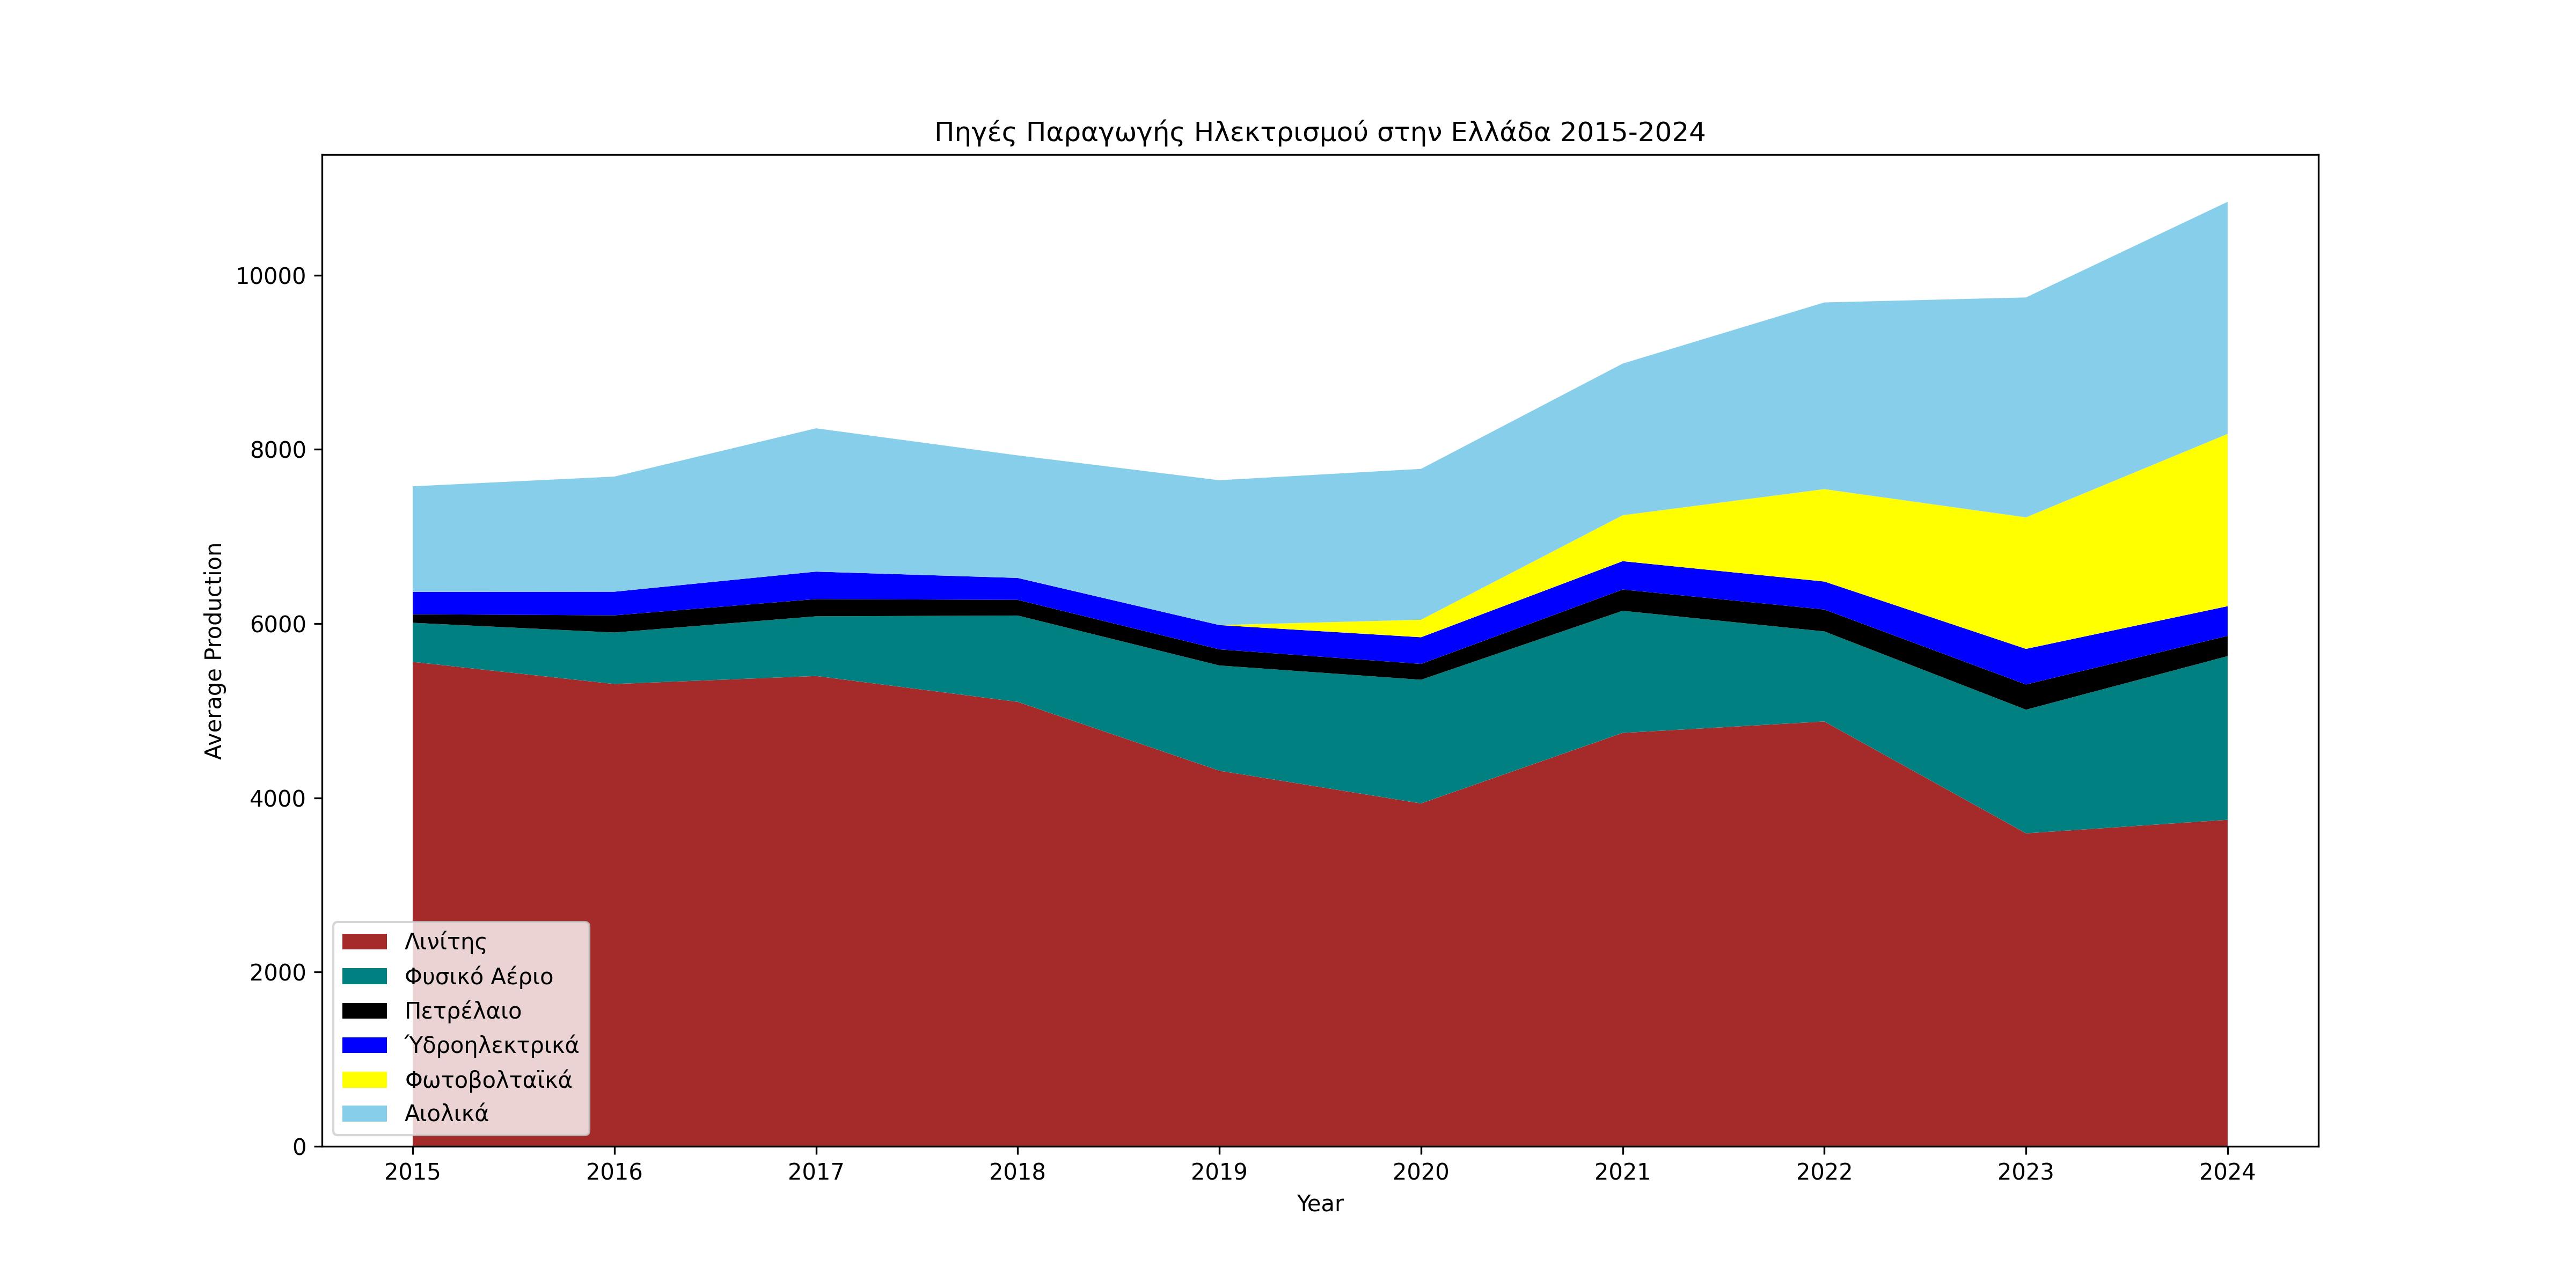 Πηγές Παραγωγής Ηλεκτρισμού στην Ελλάδα 2015-2024
Average Production
10000
8000
6000
4000
2000
0
Λινίτης
Φυσικό Αέριο
Πετρέλαιο
Ύδροηλεκτρικά
Φωτοβολταϊκά
Αιολικά
2015 2016 2017 2018 2019 2020 2021 2022 2023 2024
Year